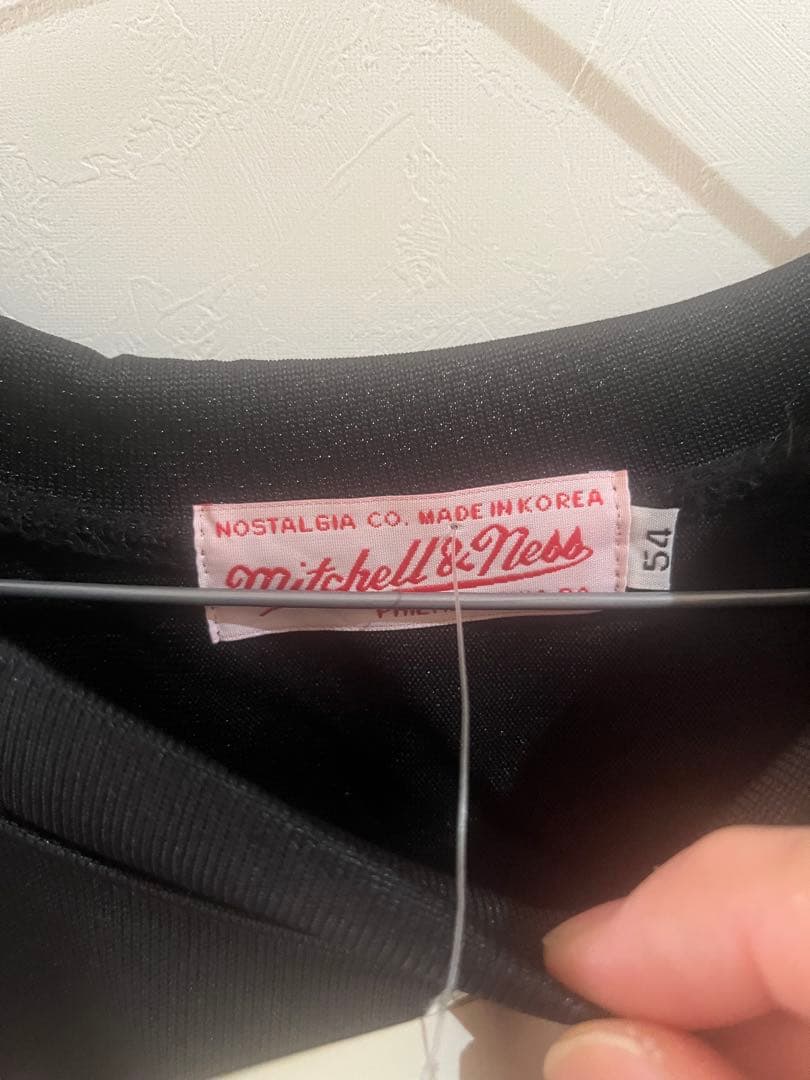 NOSTALGIA CO. MADE IN KOREA
Mitchell & Ness
54